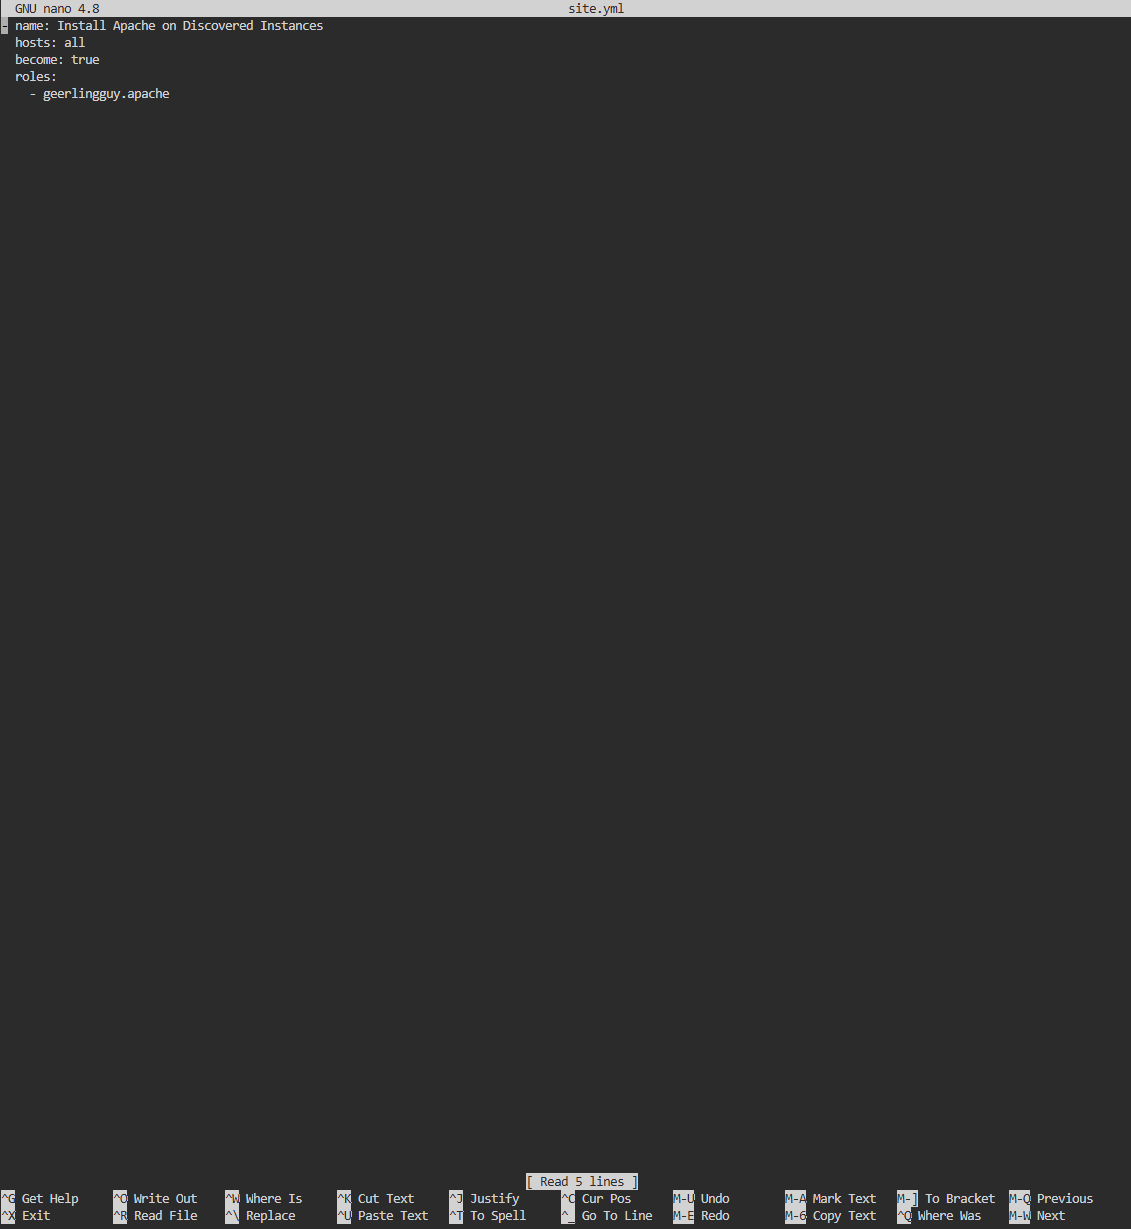 GNU nano 4.8 site.yml
- name: Install Apache on Discovered Instances
  hosts: all
  become: true
  roles:
    - geerlingguy.apache
[ Read 5 lines ]
^G Get Help ^O Write Out ^W Where Is ^K Cut Text ^J Justify ^C Cur Pos M-U Undo M-A Mark Text M-] To Bracket M-Q Previous
^X Exit ^R Read File ^\ Replace ^U Paste Text ^T To Spell ^_ Go To Line M-E Redo M-6 Copy Text ^Q Where Was M-W Next